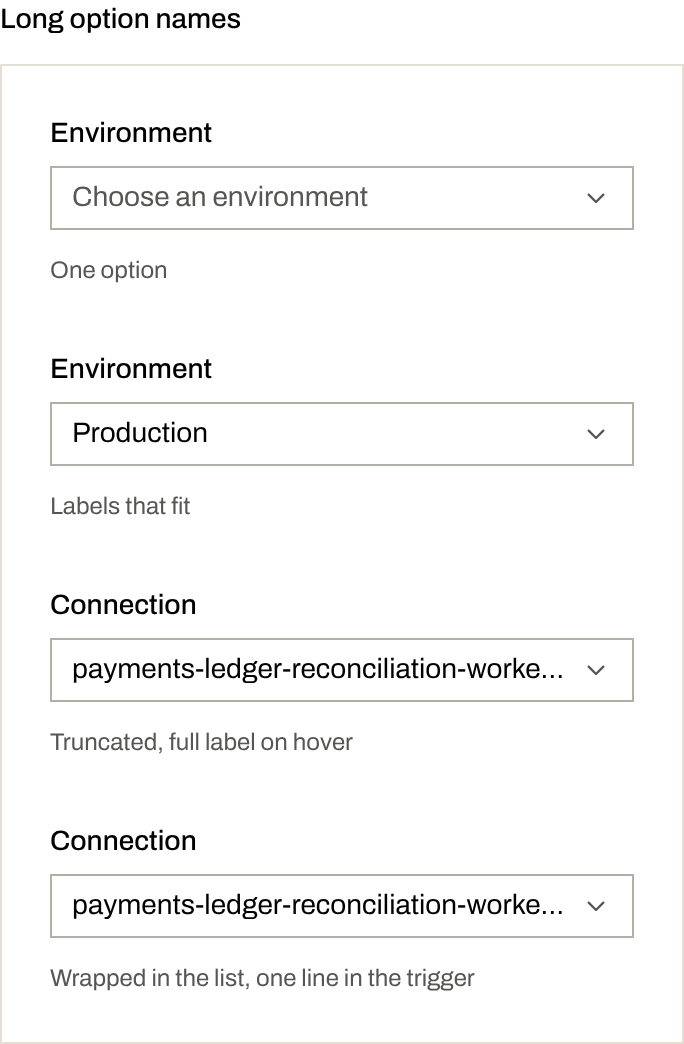 Long option names
Environment
Choose an environment
One option
Environment
Production
Labels that fit
Connection
payments-ledger-reconciliation-worke...
Truncated, full label on hover
Connection
payments-ledger-reconciliation-worke...
Wrapped in the list, one line in the trigger